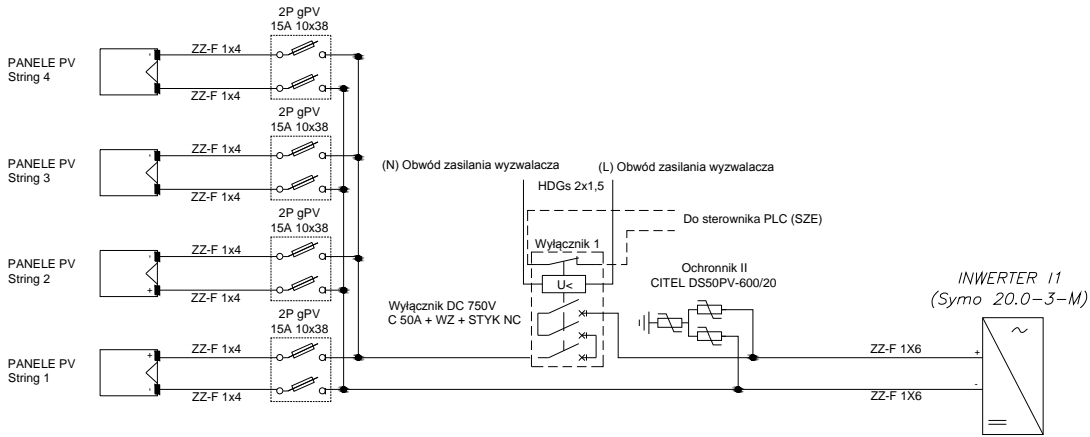 2P gPV
15A 10x38
PANELE PV
String 4
ZZ-F 1x4
ZZ-F 1x4
2P gPV
15A 10x38
PANELE PV
String 3
ZZ-F 1x4
ZZ-F 1x4
(N) Obwód zasilania wyzwalacza
(L) Obwód zasilania wyzwalacza
HDGs 2x1,5
Do sterownika PLC (SZE)
2P gPV
15A 10x38
PANELE PV
String 2
ZZ-F 1x4
ZZ-F 1x4
Wyłącznik 1
U<
Wyłącznik DC 750V
C 50A + WZ + STYK NC
Ochronnik II
CITEL DS50PV-600/20
INWERTER I1
(Symo 20.0-3-M)
2P gPV
15A 10x38
PANELE PV
String 1
ZZ-F 1x4
ZZ-F 1x4
ZZ-F 1X6
ZZ-F 1X6